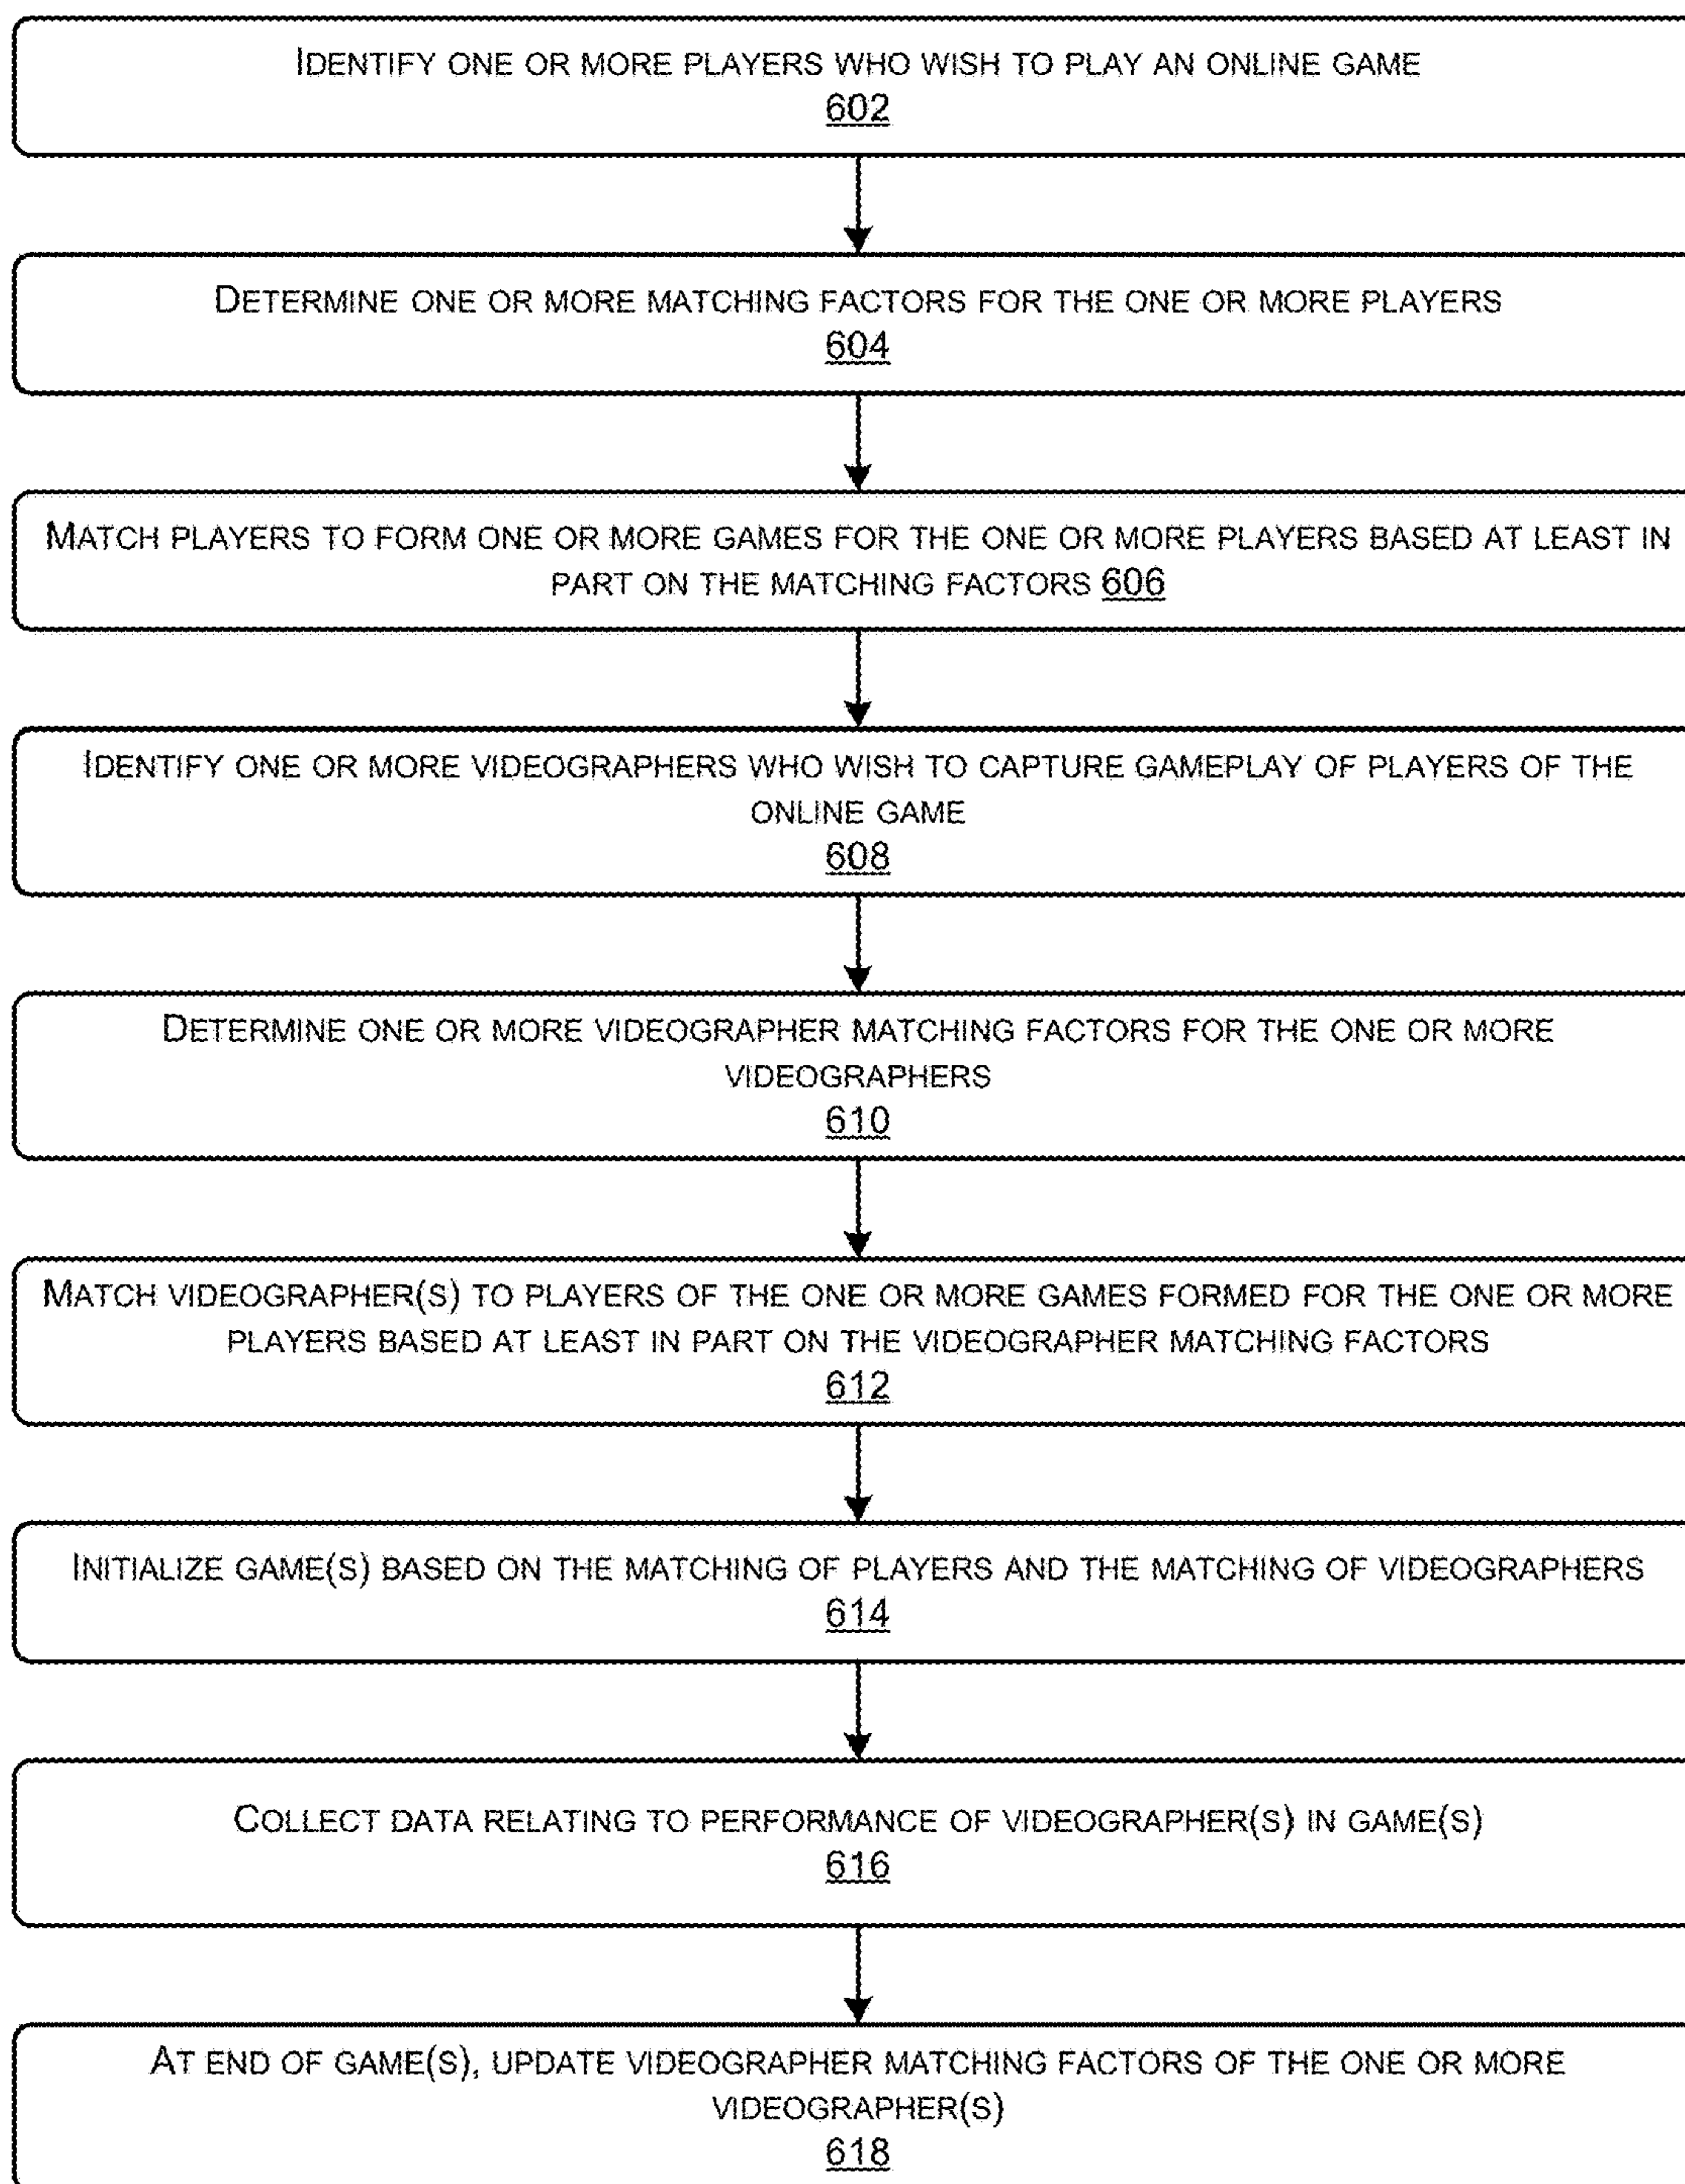 IDENTIFY ONE OR MORE PLAYERS WHO WISH TO PLAY AN ONLINE GAME
602
DETERMINE ONE OR MORE MATCHING FACTORS FOR THE ONE OR MORE PLAYERS
604
MATCH PLAYERS TO FORM ONE OR MORE GAMES FOR THE ONE OR MORE PLAYERS BASED AT LEAST IN
PART ON THE MATCHING FACTORS 606
IDENTIFY ONE OR MORE VIDEOGRAPHERS WHO WISH TO CAPTURE GAMEPLAY OF PLAYERS OF THE
ONLINE GAME
608
DETERMINE ONE OR MORE VIDEOGRAPHER MATCHING FACTORS FOR THE ONE OR MORE
VIDEOGRAPHERS
610
MATCH VIDEOGRAPHER(S) TO PLAYERS OF THE ONE OR MORE GAMES FORMED FOR THE ONE OR MORE
PLAYERS BASED AT LEAST IN PART ON THE VIDEOGRAPHER MATCHING FACTORS
612
INITIALIZE GAME(S) BASED ON THE MATCHING OF PLAYERS AND THE MATCHING OF VIDEOGRAPHERS
614
COLLECT DATA RELATING TO PERFORMANCE OF VIDEOGRAPHER(S) IN GAME(S)
616
AT END OF GAME(S), UPDATE VIDEOGRAPHER MATCHING FACTORS OF THE ONE OR MORE
VIDEOGRAPHER(S)
618